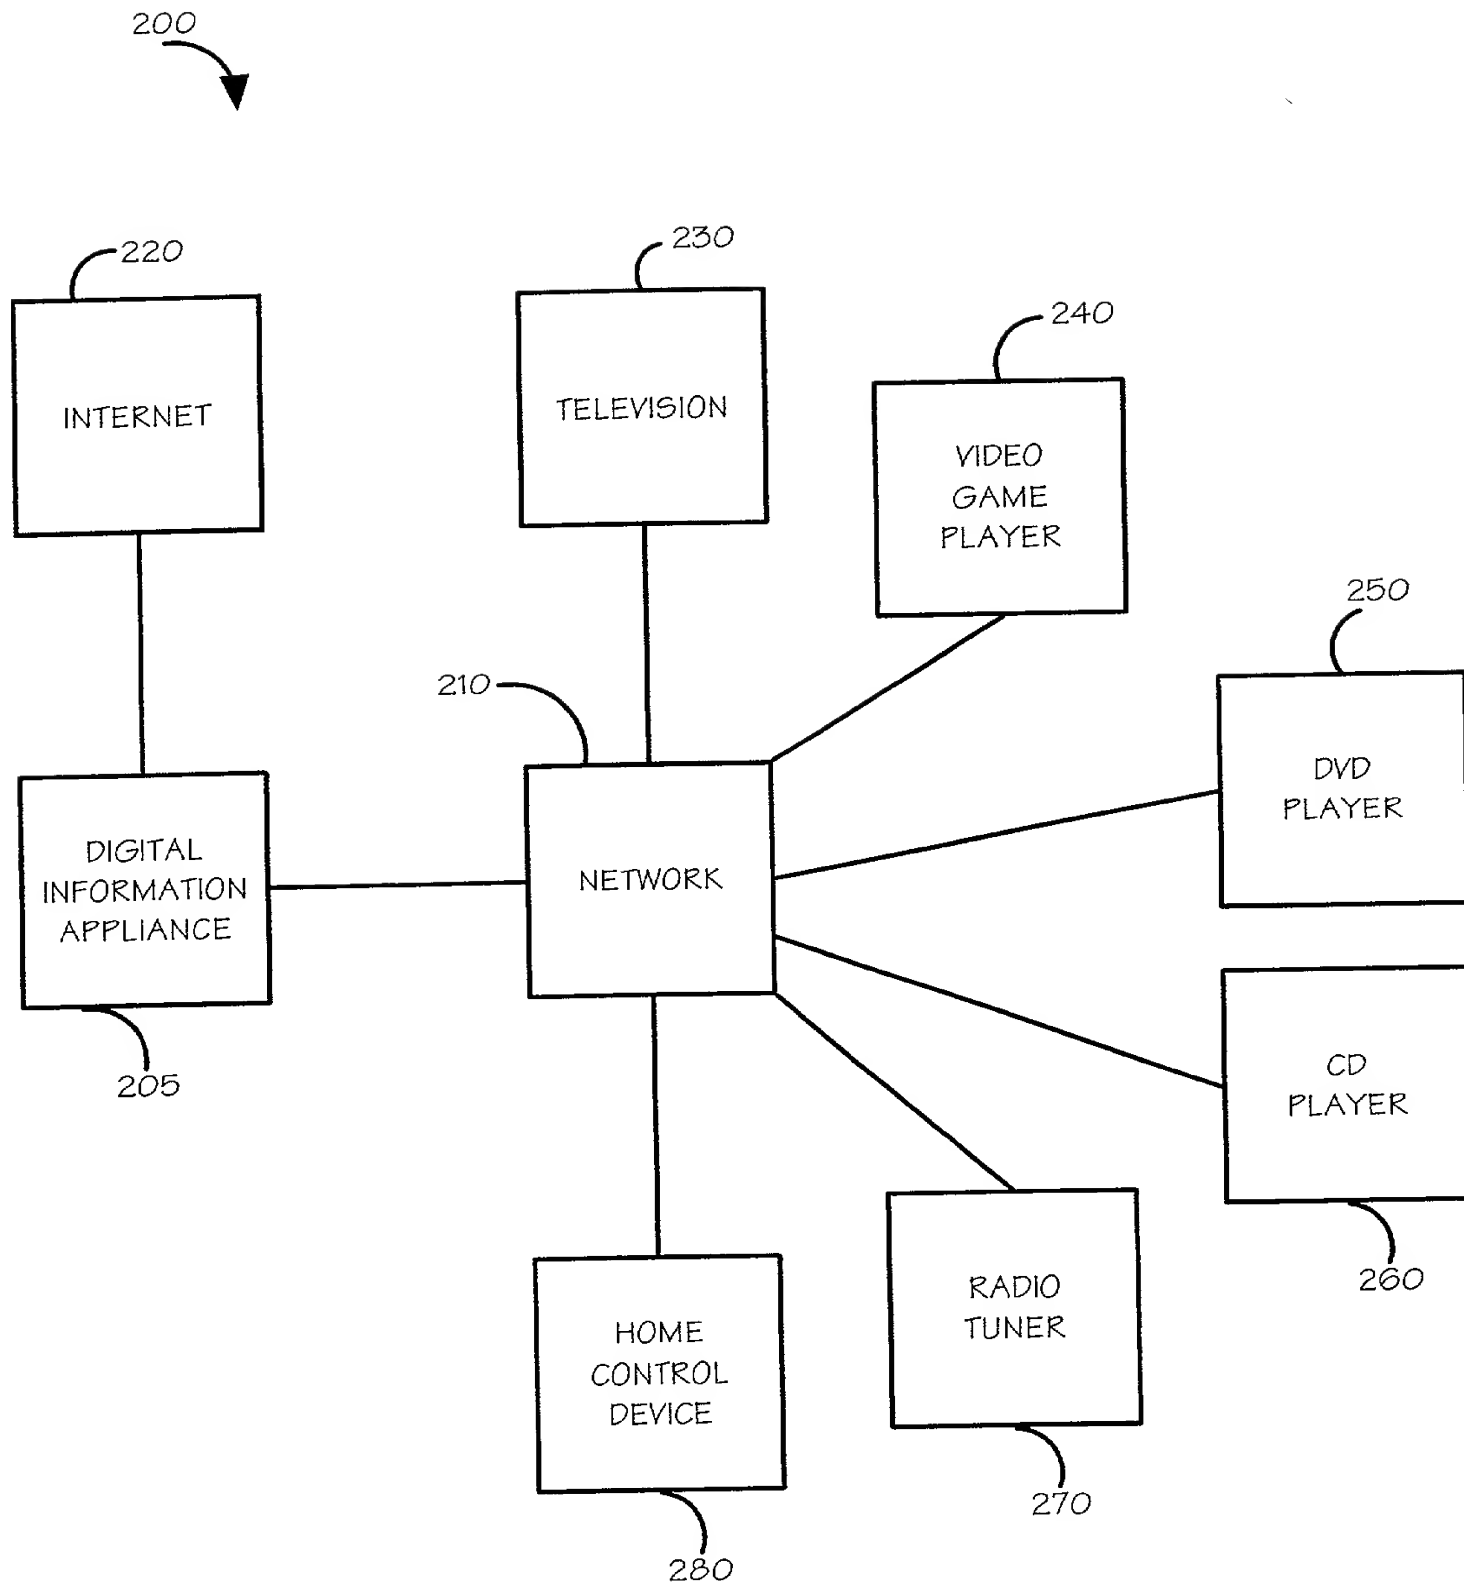 200
220
230
240
INTERNET
TELEVISION
VIDEO
GAME
PLAYER
250
210
DVD
PLAYER
DIGITAL
INFORMATION
APPLIANCE
NETWORK
205
CD
PLAYER
260
RADIO
TUNER
HOME
CONTROL
DEVICE
270
280